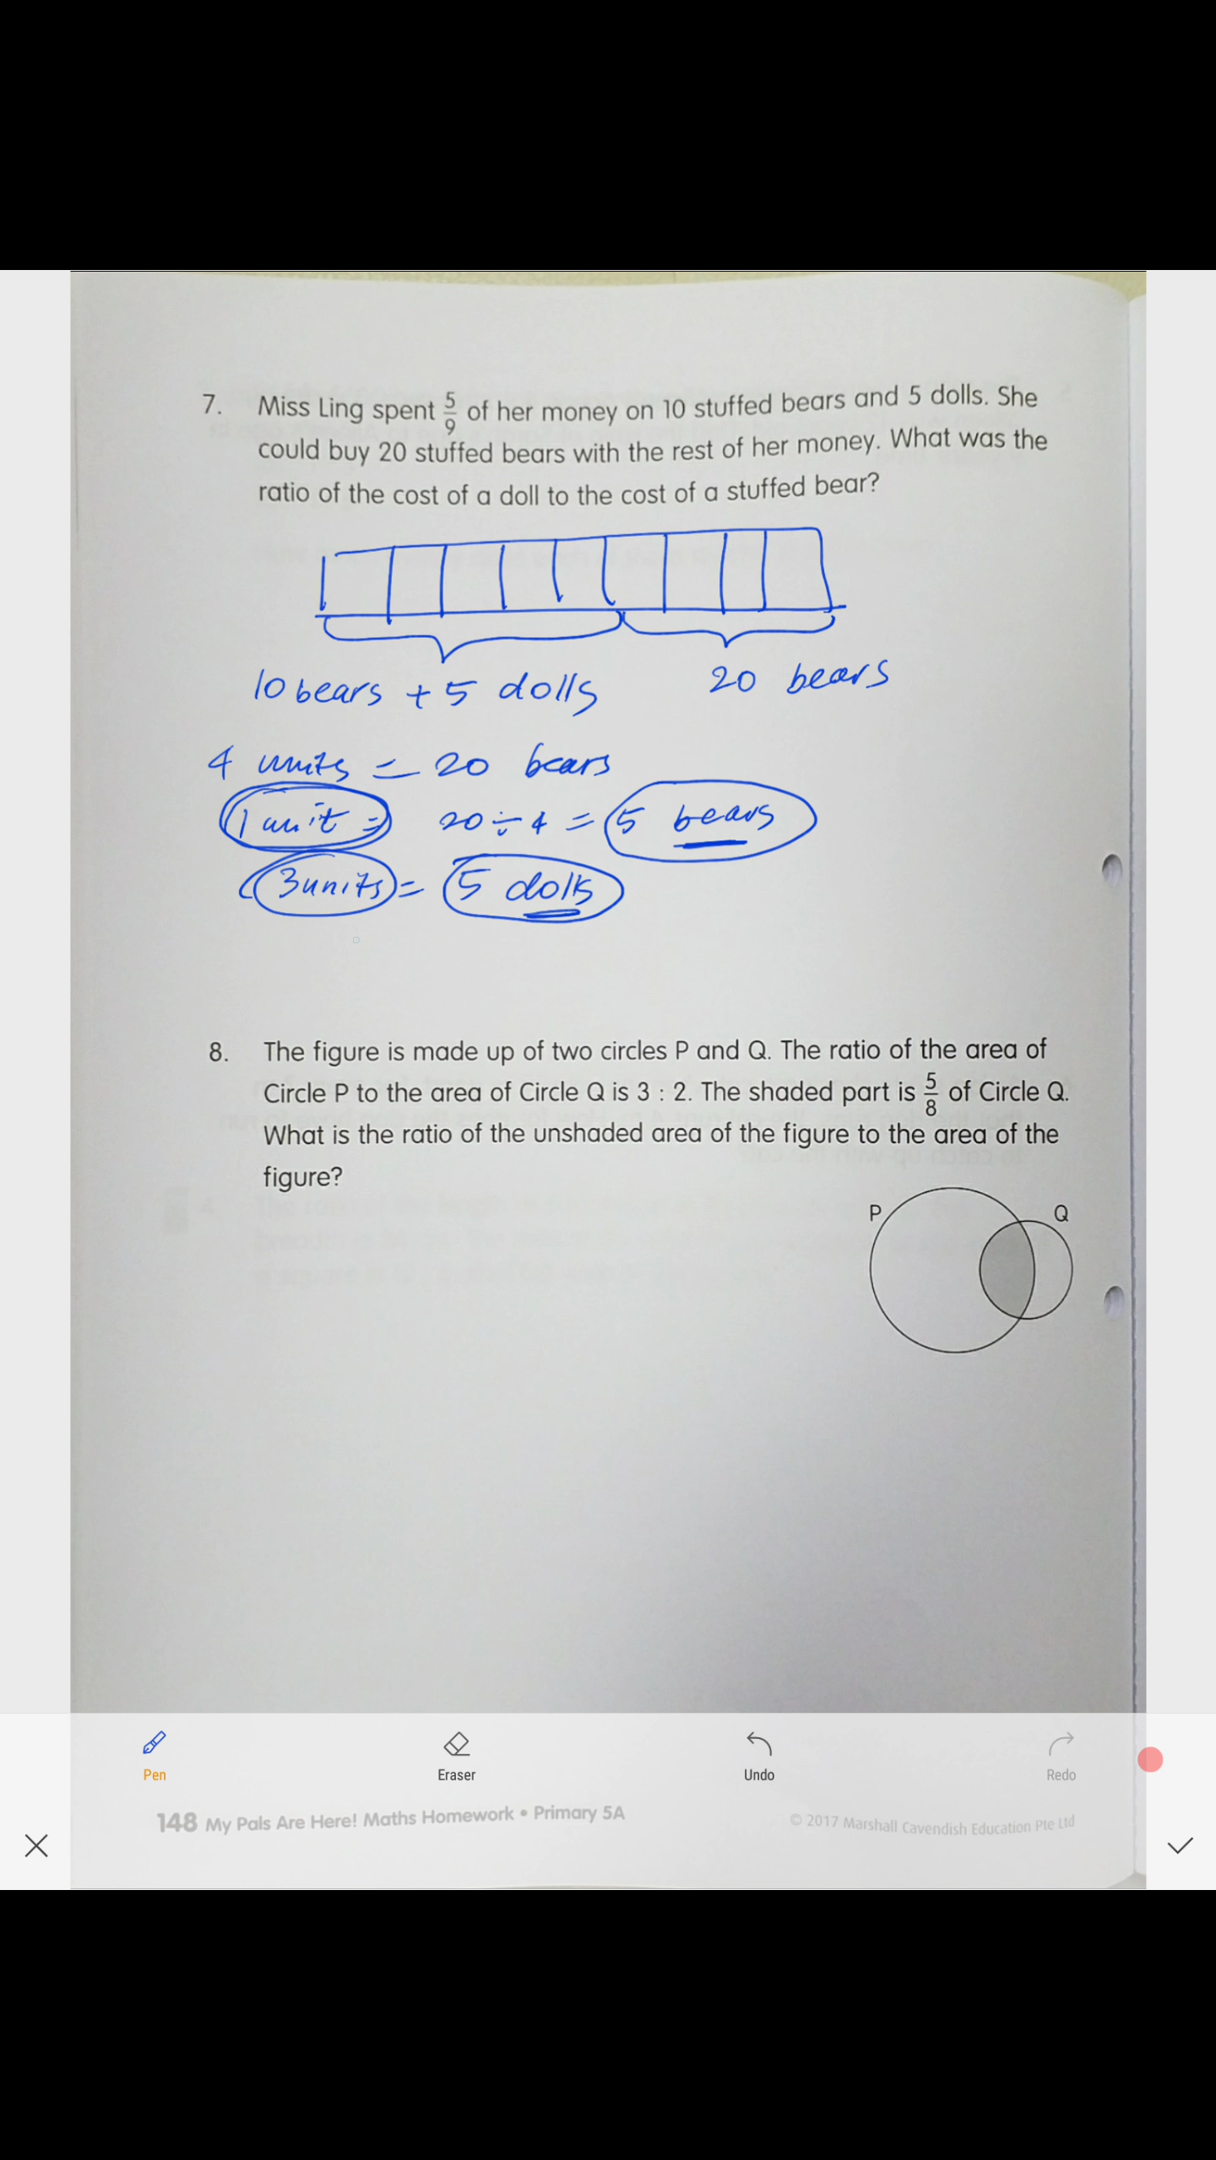 7. Miss Ling spent 5/9 of her money on 10 stuffed bears and 5 dolls. She
could buy 20 stuffed bears with the rest of her money. What was the
ratio of the cost of a doll to the cost of a stuffed bear?
10 bears + 5 dolls 20 bears
4 units = 20 bears
1 unit = 20 ÷ 4 = 5 bears
3 units = 5 dolls
8. The figure is made up of two circles P and Q. The ratio of the area of
Circle P to the area of Circle Q is 3 : 2. The shaded part is 5/8 of Circle Q.
What is the ratio of the unshaded area of the figure to the area of the
figure?
P Q
Pen Eraser Undo Redo
148 My Pals Are Here! Maths Homework • Primary 5A © 2017 Marshall Cavendish Education Pte Ltd